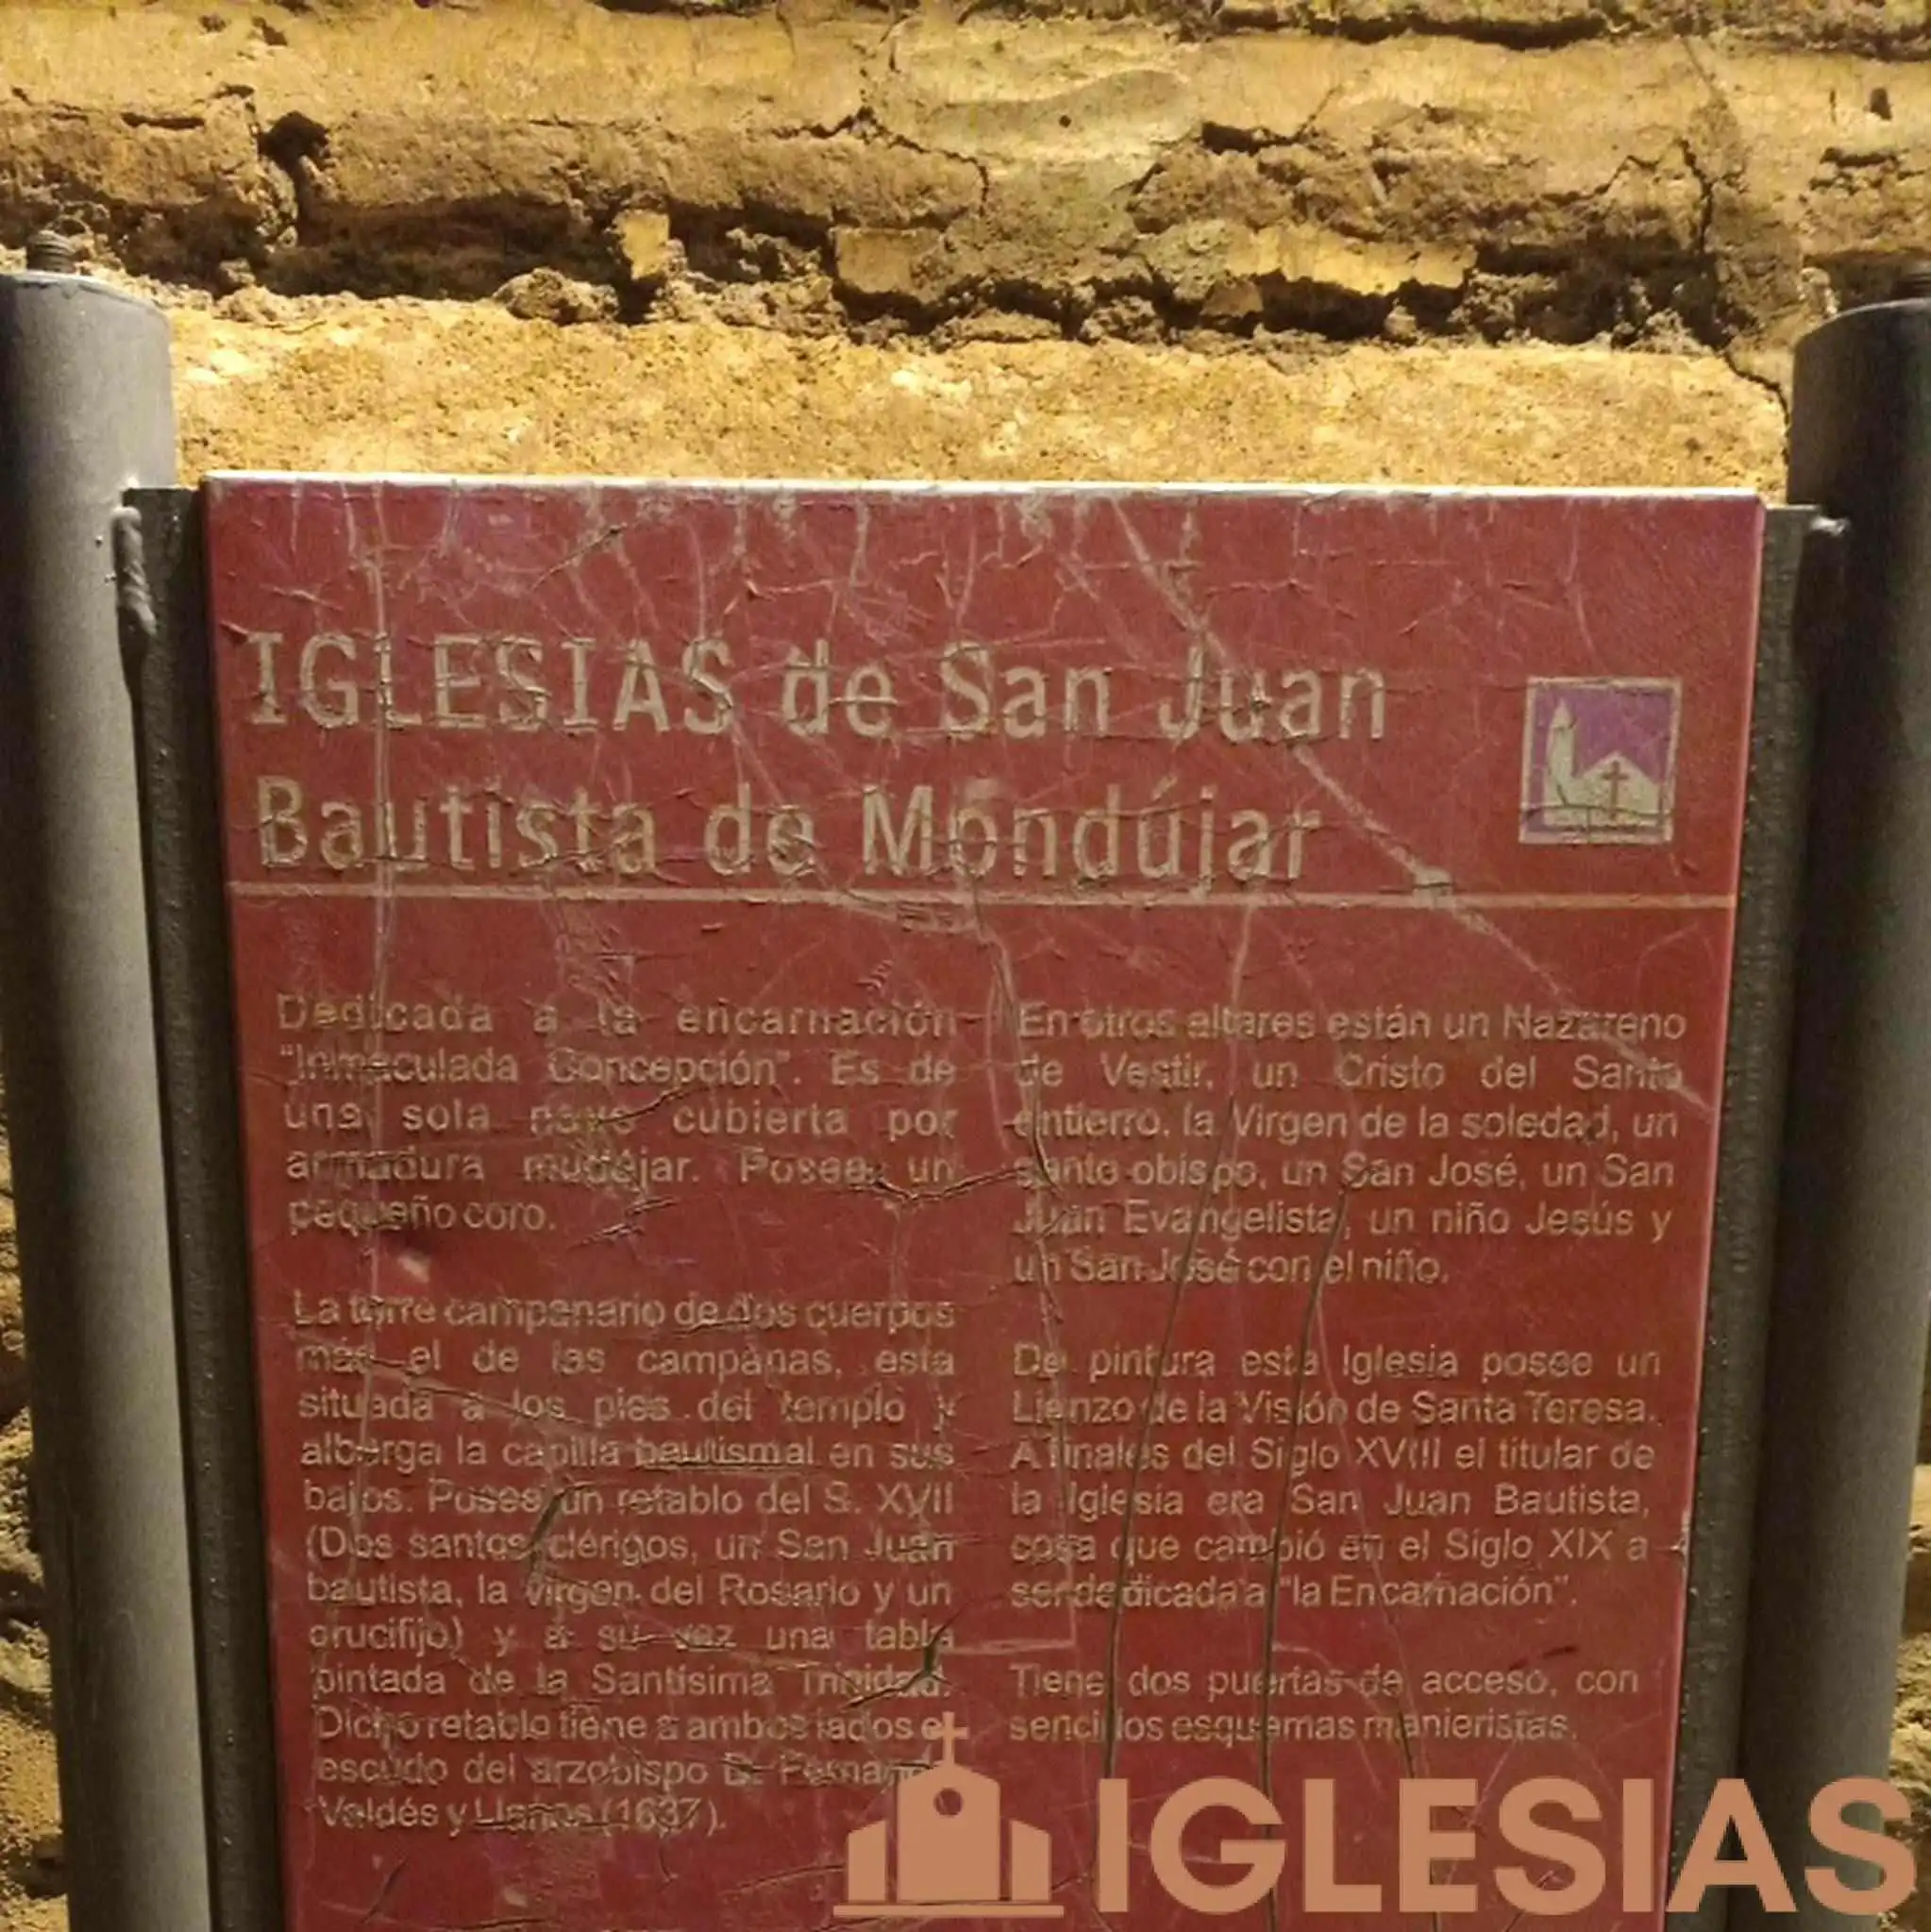 IGLESIAS de San Juan
Bautista de Mondújar
Dedicada a la encarnación
"Inmaculada Concepción". Es de
una sola nave cubierta por
armadura mudéjar. Posee un
pequeño coro.
La torre campanario de dos cuerpos
más el de las campanas, esta
situada a los pies del templo y
alberga la capilla bautismal en sus
bajos. Posee un retablo del S. XVII
(Dos santos clérigos, un San Juan
bautista, la virgen del Rosario y un
crucifijo) y a su vez una tabla
pintada de la Santísima Trinidad.
Dicho retablo tiene a ambos lados el
escudo del arzobispo D. Fernando
Valdés y Llanos (1637).
En otros altares están un Nazareno
de Vestir, un Cristo del Santo
entierro, la Virgen de la soledad, un
santo obispo, un San José, un San
Juan Evangelista, un niño Jesús y
un San José con el niño.
De pintura esta Iglesia posee un
Lienzo de la Visión de Santa Teresa.
A finales del Siglo XVIII el titular de
la Iglesia era San Juan Bautista,
cosa que cambió en el Siglo XIX a
ser dedicada a "la Encarnación".
Tiene dos puertas de acceso, con
sencillos esquemas manieristas.
IGLESIAS